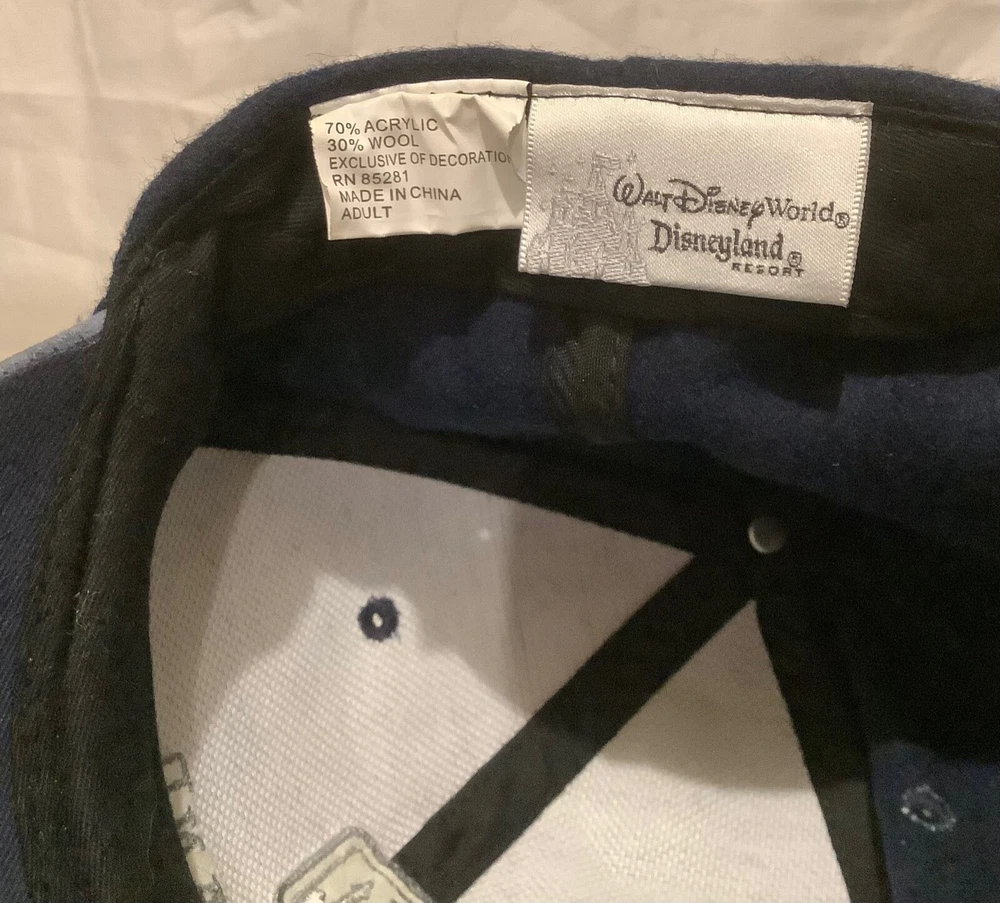 70% ACRYLIC
30% WOOL
EXCLUSIVE OF DECORATION
RN 85281
MADE IN CHINA
ADULT
WALT DISNEY World®
Disneyland®
RESORT